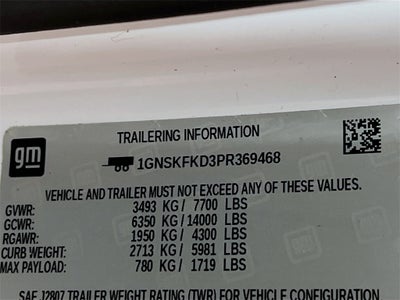 gm
TRAILERING INFORMATION
1GNSKFKD3PR369468
VEHICLE AND TRAILER MUST NOT EXCEED ANY OF THESE VALUES.
GVWR: 3493 KG/ 7700 LBS
GCWR: 6350 KG/ 14000 LBS
RGAWR: 1950 KG/ 4300 LBS
CURB WEIGHT: 2713 KG/ 5981 LBS
MAX PAYLOAD: 780 KG/ 1719 LBS
SAE J2807 TRAILER WEIGHT RATING (TWR) FOR VEHICLE CONFIGURATION